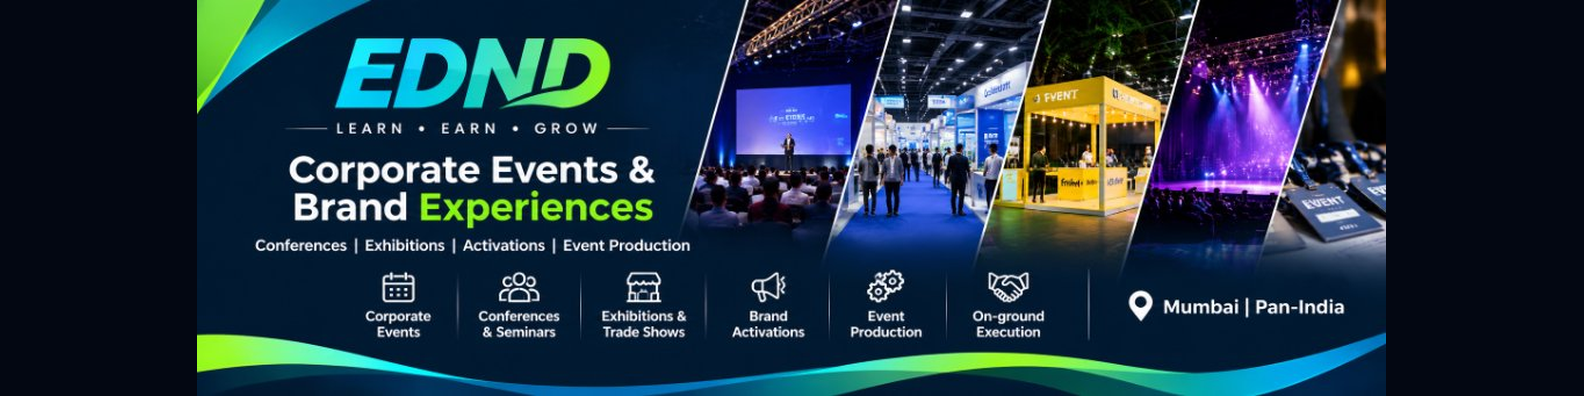 EDND
LEARN • EARN • GROW
Corporate Events &
Brand Experiences
Conferences | Exhibitions | Activations | Event Production
Corporate
Events
Conferences
& Seminars
Exhibitions &
Trade Shows
Brand
Activations
Event
Production
On-ground
Execution
Mumbai | Pan-India
EVENT
EVENT